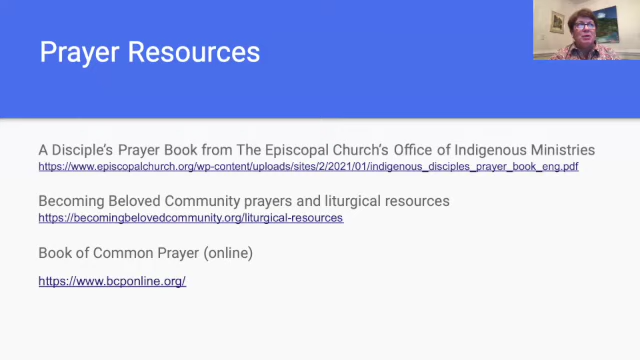 Prayer Resources
A Disciple's Prayer Book from The Episcopal Church's Office of Indigenous Ministries
https://www.episcopalchurch.org/wp-content/uploads/sites/2/2021/01/indigenous_disciples_prayer_book_eng.pdf
Becoming Beloved Community prayers and liturgical resources
https://becomingbelovedcommunity.org/liturgical-resources
Book of Common Prayer (online)
https://www.bcponline.org/